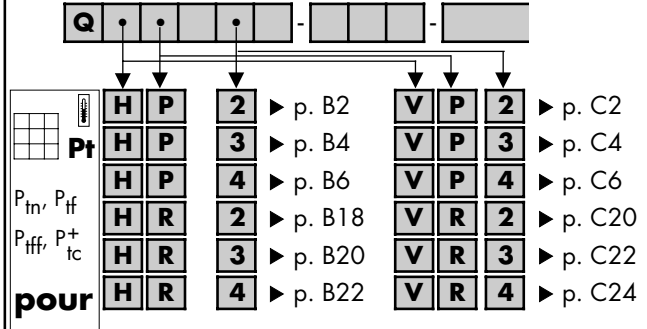 Q • • • - -
H P 2 ▶ p. B2 V P 2 ▶ p. C2
Pt H P 3 ▶ p. B4 V P 3 ▶ p. C4
H P 4 ▶ p. B6 V P 4 ▶ p. C6
Ptn, Ptf H R 2 ▶ p. B18 V R 2 ▶ p. C20
Ptff, P+tc H R 3 ▶ p. B20 V R 3 ▶ p. C22
pour H R 4 ▶ p. B22 V R 4 ▶ p. C24